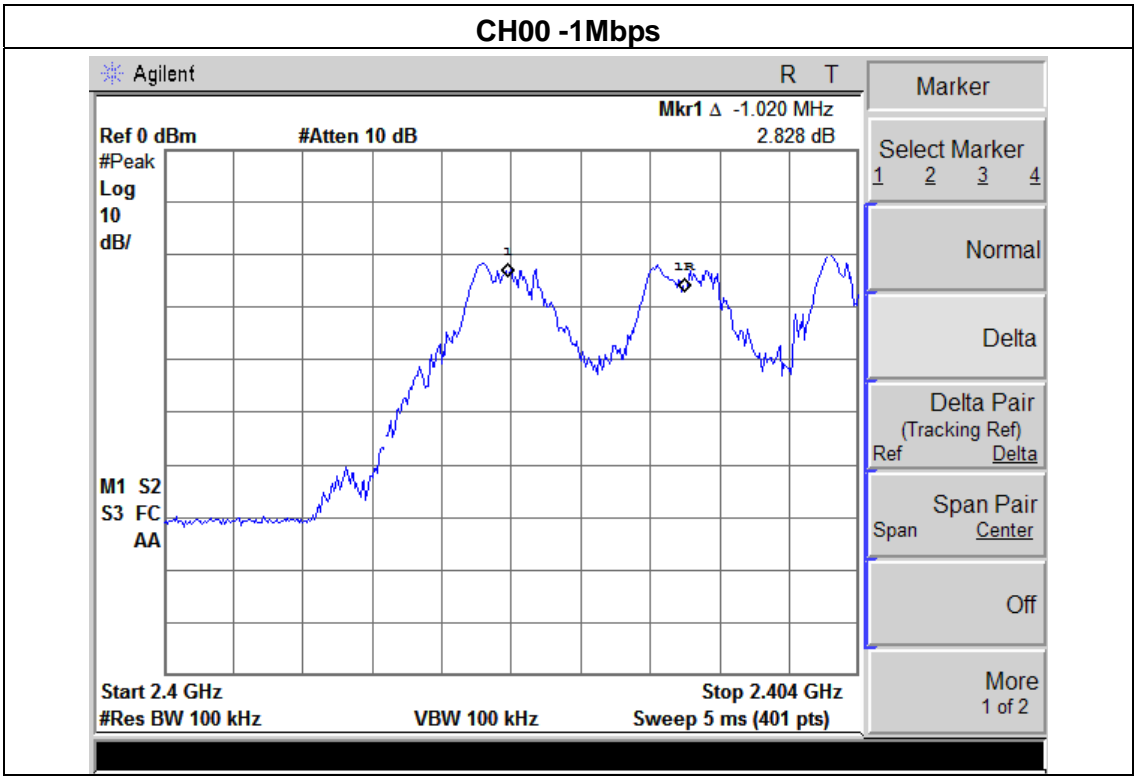 CH00 -1Mbps
Agilent
R T
Mkr1 Δ -1.020 MHz
Ref 0 dBm #Atten 10 dB 2.828 dB
#Peak
Log
10
dB/
1
1R
M1 S2
S3 FC
AA
Start 2.4 GHz Stop 2.404 GHz
#Res BW 100 kHz VBW 100 kHz Sweep 5 ms (401 pts)
Marker
Select Marker
1 2 3 4
Normal
Delta
Delta Pair
(Tracking Ref)
Ref Delta
Span Pair
Span Center
Off
More
1 of 2